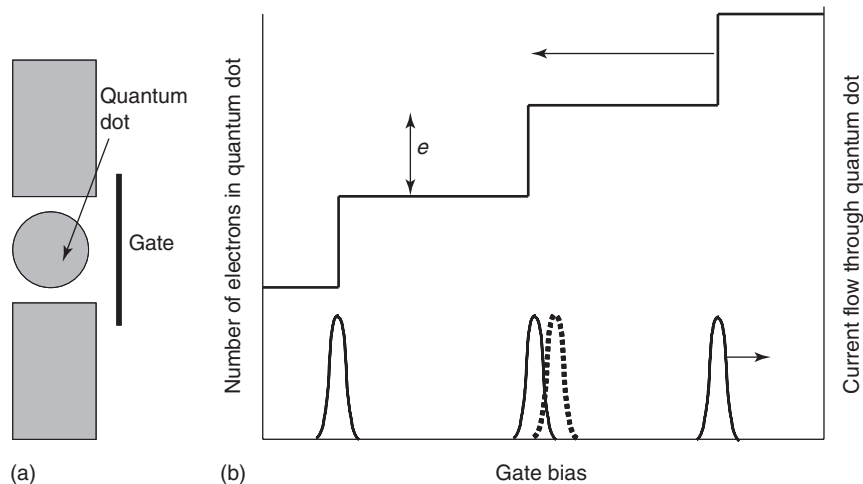 Quantum
dot
Gate
(a)
Number of electrons in quantum dot
e
Current flow through quantum dot
(b)
Gate bias